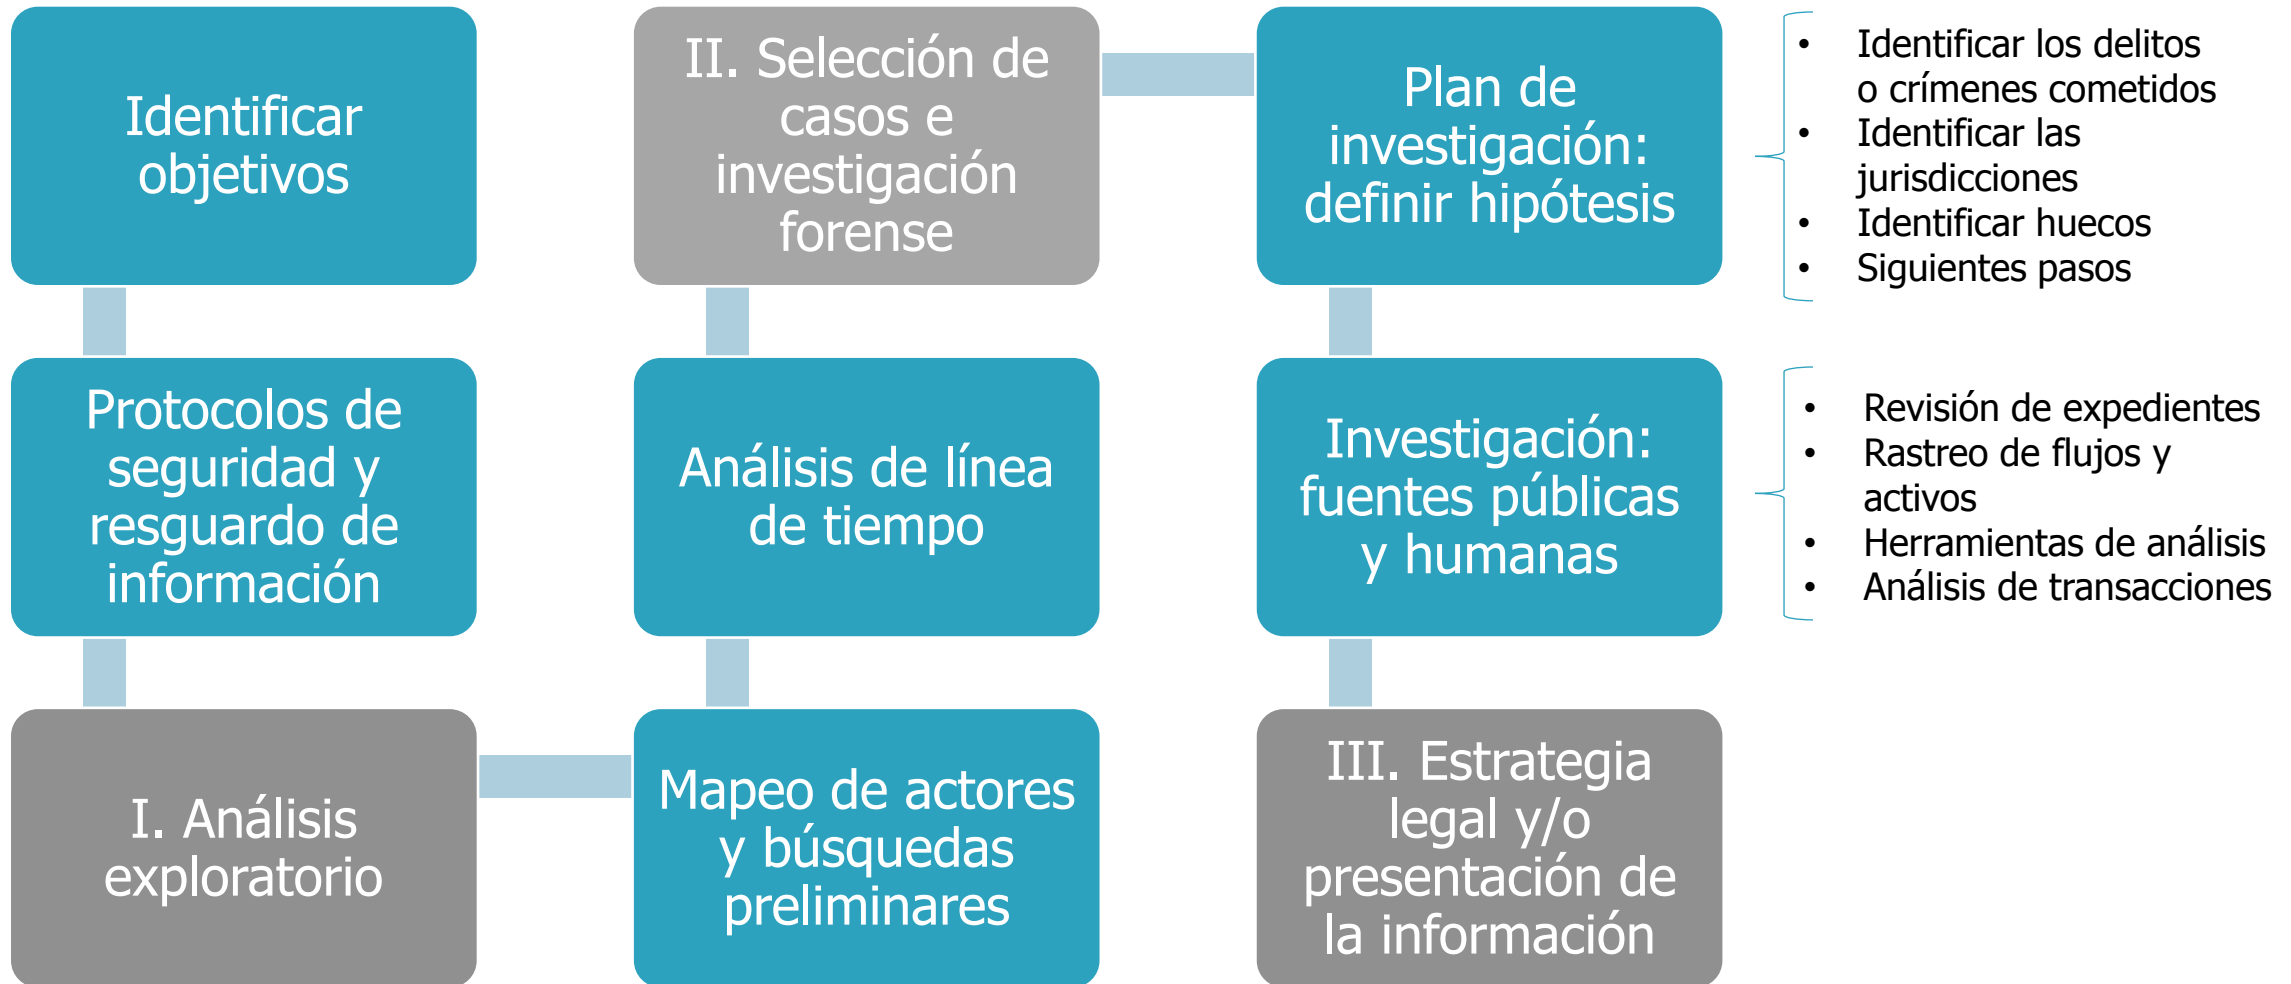 Identificar
objetivos
Protocolos de
seguridad y
resguardo de
información
I. Análisis
exploratorio
Mapeo de actores
y búsquedas
preliminares
Análisis de línea
de tiempo
II. Selección de
casos e
investigación
forense
Plan de
investigación:
definir hipótesis
• Identificar los delitos
o crímenes cometidos
• Identificar las
jurisdicciones
• Identificar huecos
• Siguientes pasos
Investigación:
fuentes públicas
y humanas
• Revisión de expedientes
• Rastreo de flujos y
activos
• Herramientas de análisis
• Análisis de transacciones
III. Estrategia
legal y/o
presentación de
la información